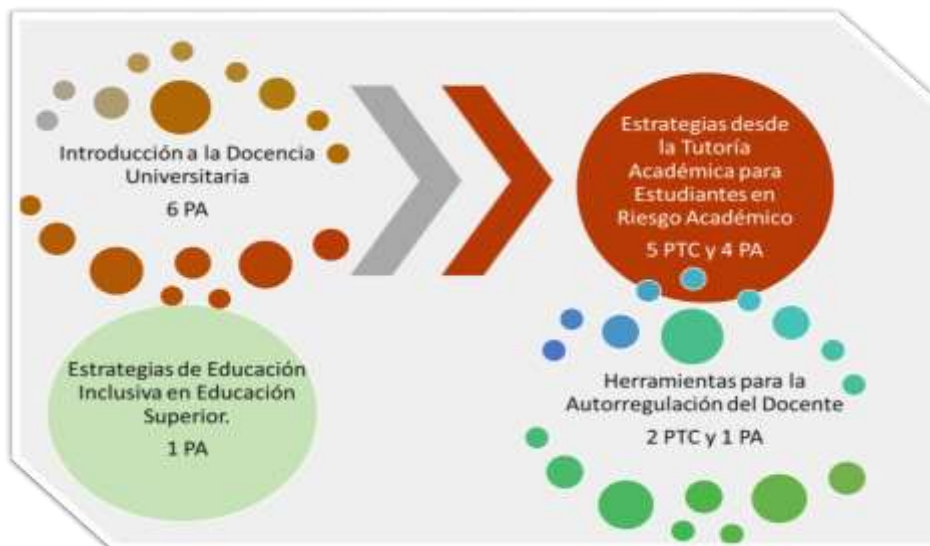 Introducción a la Docencia
Universitaria
6 PA
Estrategias de Educación
Inclusiva en Educación
Superior.
1 PA
Estrategias desde
la Tutoría
Académica para
Estudiantes en
Riesgo Académico
5 PTC y 4 PA
Herramientas para la
Autorregulación del Docente
2 PTC y 1 PA